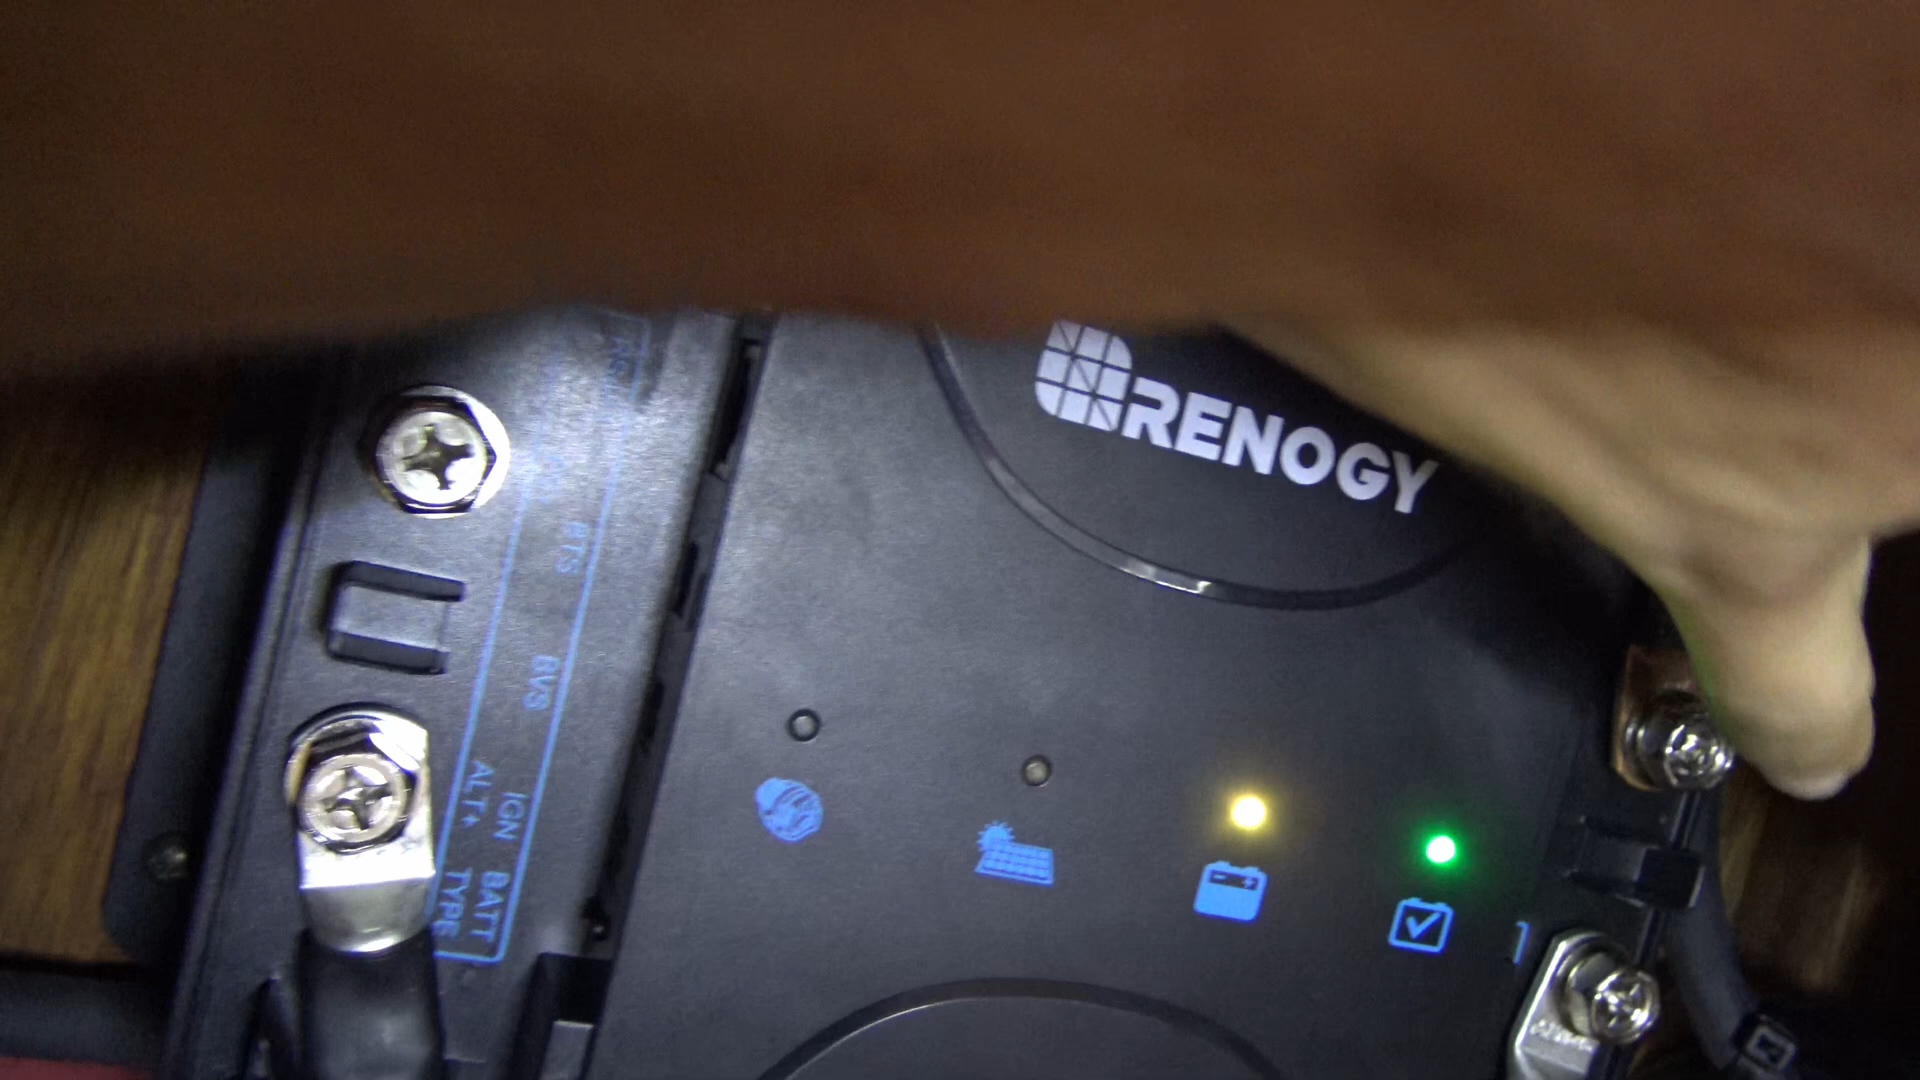 RENOGY
BTS
BVS
IGN
BATT
ALT+
TYPE